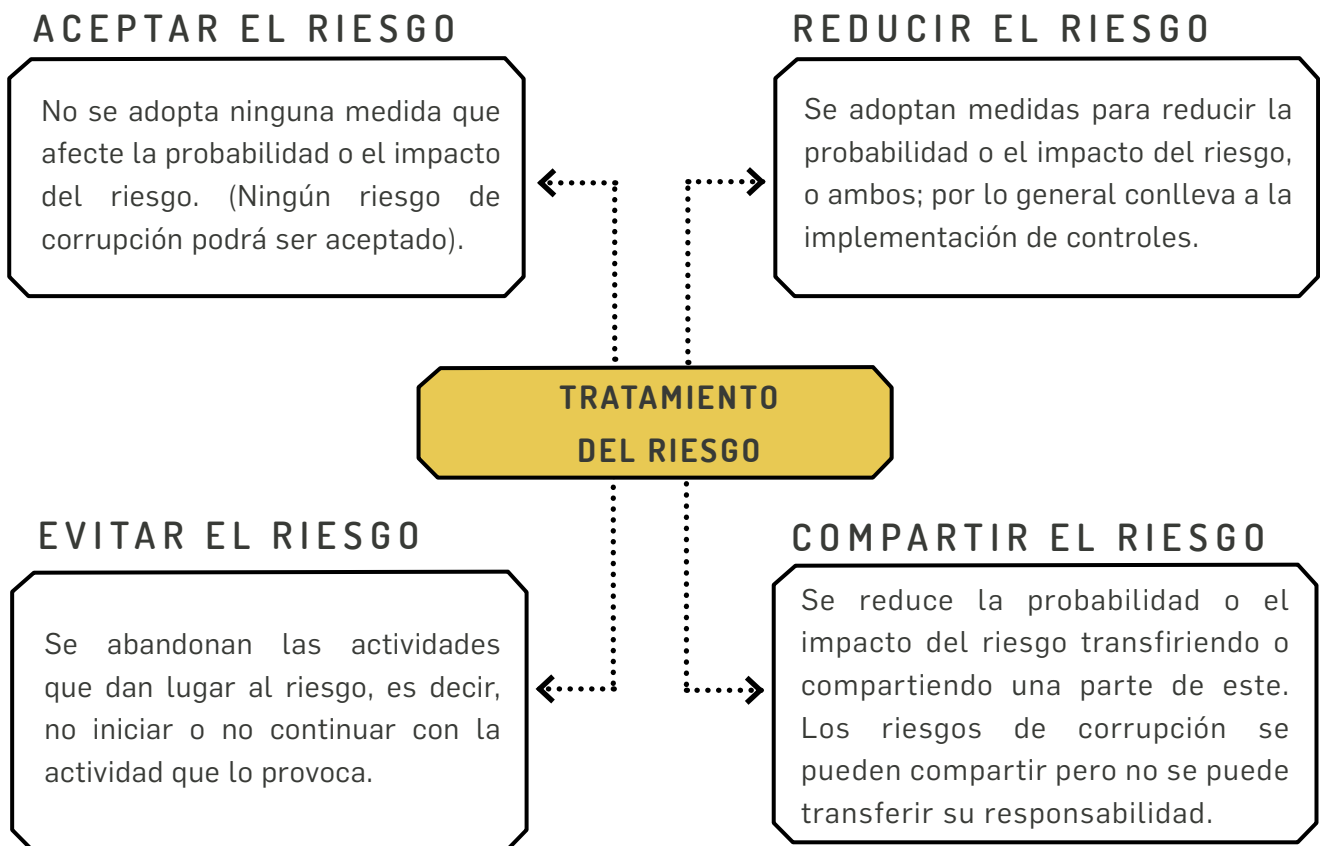 ACEPTAR EL RIESGO
No se adopta ninguna medida que
afecte la probabilidad o el impacto
del riesgo. (Ningún riesgo de
corrupción podrá ser aceptado).
REDUCIR EL RIESGO
Se adoptan medidas para reducir la
probabilidad o el impacto del riesgo,
o ambos; por lo general conlleva a la
implementación de controles.
TRATAMIENTO
DEL RIESGO
EVITAR EL RIESGO
Se abandonan las actividades
que dan lugar al riesgo, es decir,
no iniciar o no continuar con la
actividad que lo provoca.
COMPARTIR EL RIESGO
Se reduce la probabilidad o el
impacto del riesgo transfiriendo o
compartiendo una parte de este.
Los riesgos de corrupción se
pueden compartir pero no se puede
transferir su responsabilidad.